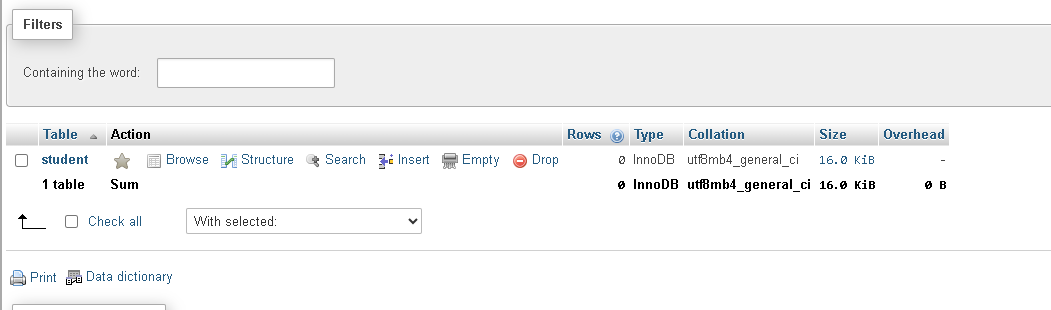 Filters
Containing the word:
Table Action Rows Type Collation Size Overhead
student Browse Structure Search Insert Empty Drop 0 InnoDB utf8mb4_general_ci 16.0 KiB -
1 table Sum 0 InnoDB utf8mb4_general_ci 16.0 KiB 0 B
Check all With selected:
Print Data dictionary